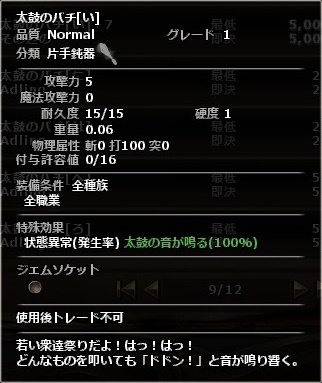 太鼓のバチ[い]
品質 Normal グレード 1
分類 片手鈍器
攻撃力 5
魔法攻撃力 0
耐久度 15/15 硬度 1
重量 0.06
物理属性 斬0 打100 突0
付与許容値 0/16
装備条件 全種族
全職業
特殊効果
状態異常(発生率) 太鼓の音が鳴る(100%)
ジェムソケット
9/12
使用後トレード不可
若い衆達祭りだよ！はっ！はっ！
どんなものを叩いても「ドドン！」と音が鳴り響く。